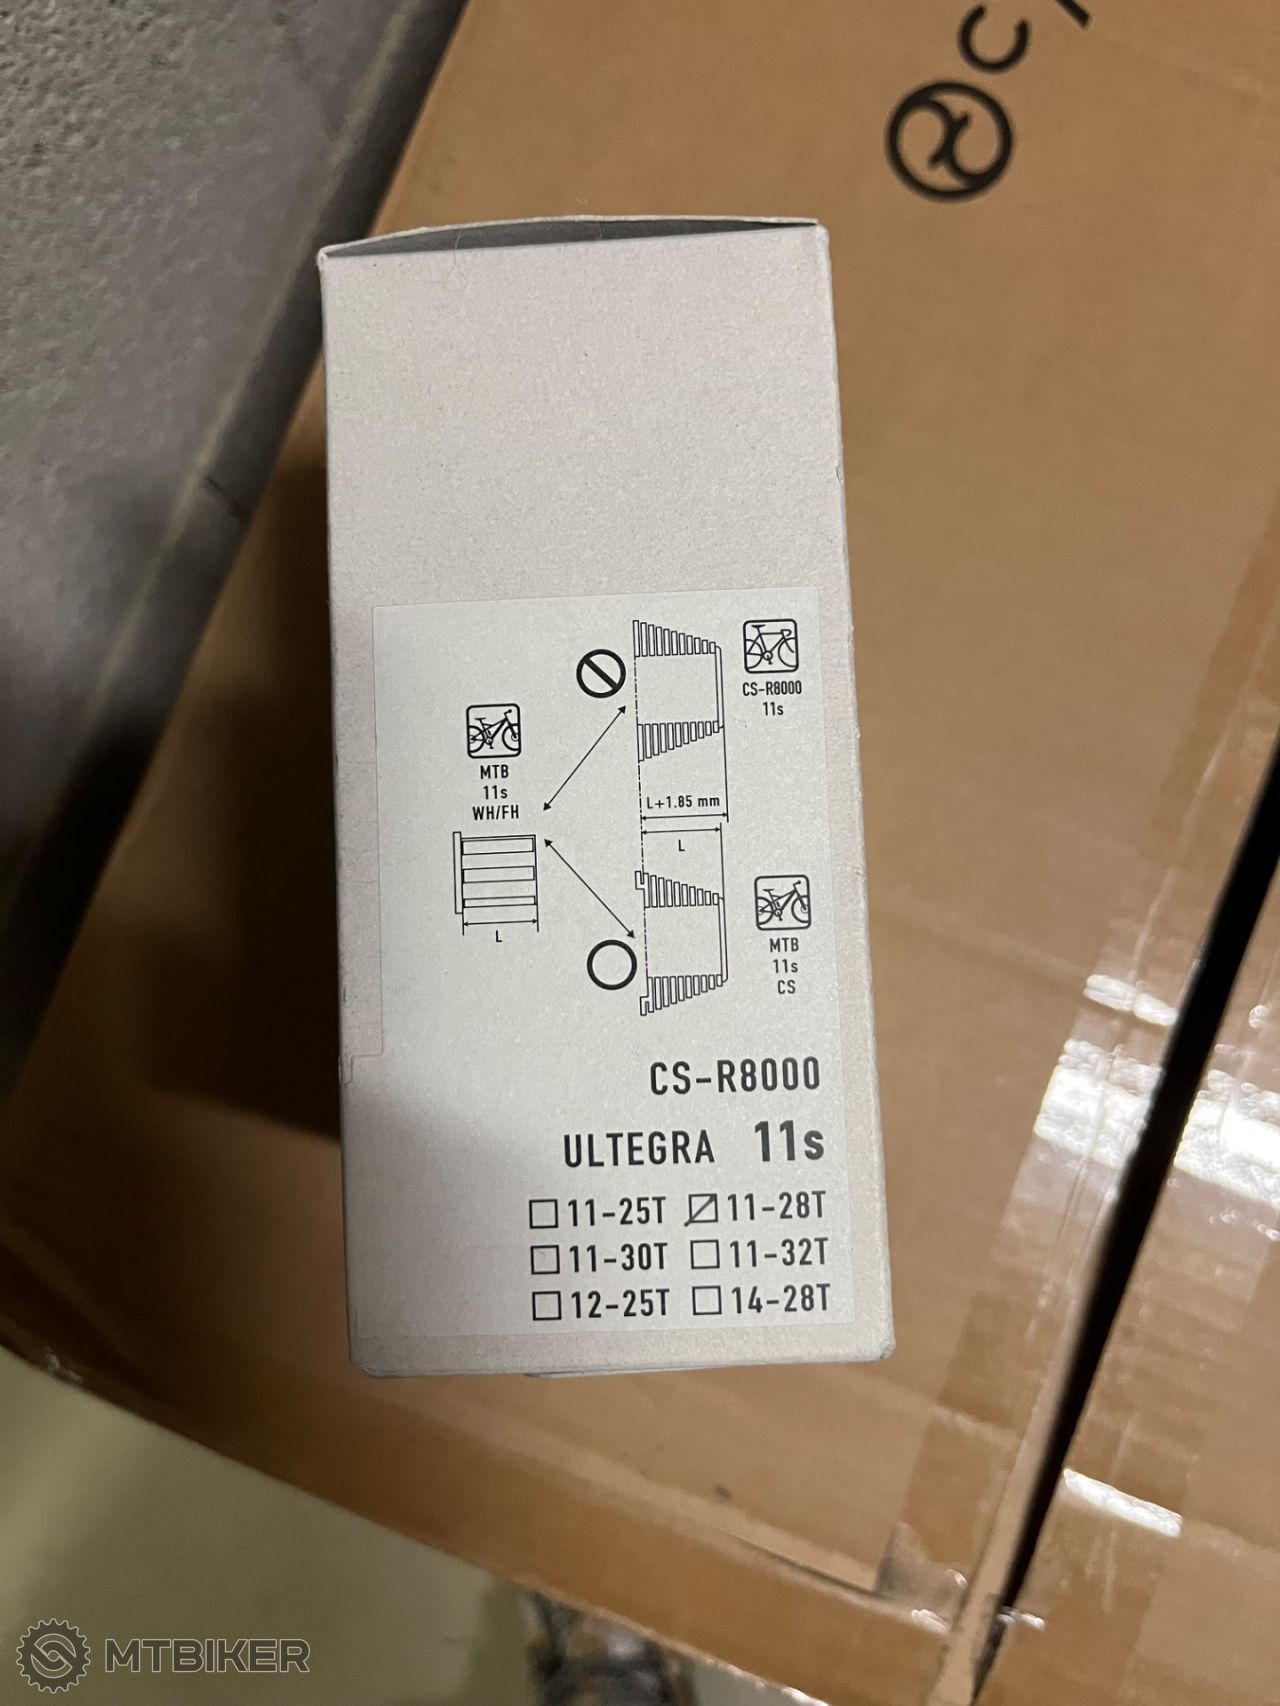 CS-R8000
11s
MTB
11s
WH/FH
L+1.85 mm
L
L
MTB
11s
CS
CS-R8000
ULTEGRA 11s
11-25T 11-28T
11-30T 11-32T
12-25T 14-28T
MTBIKER